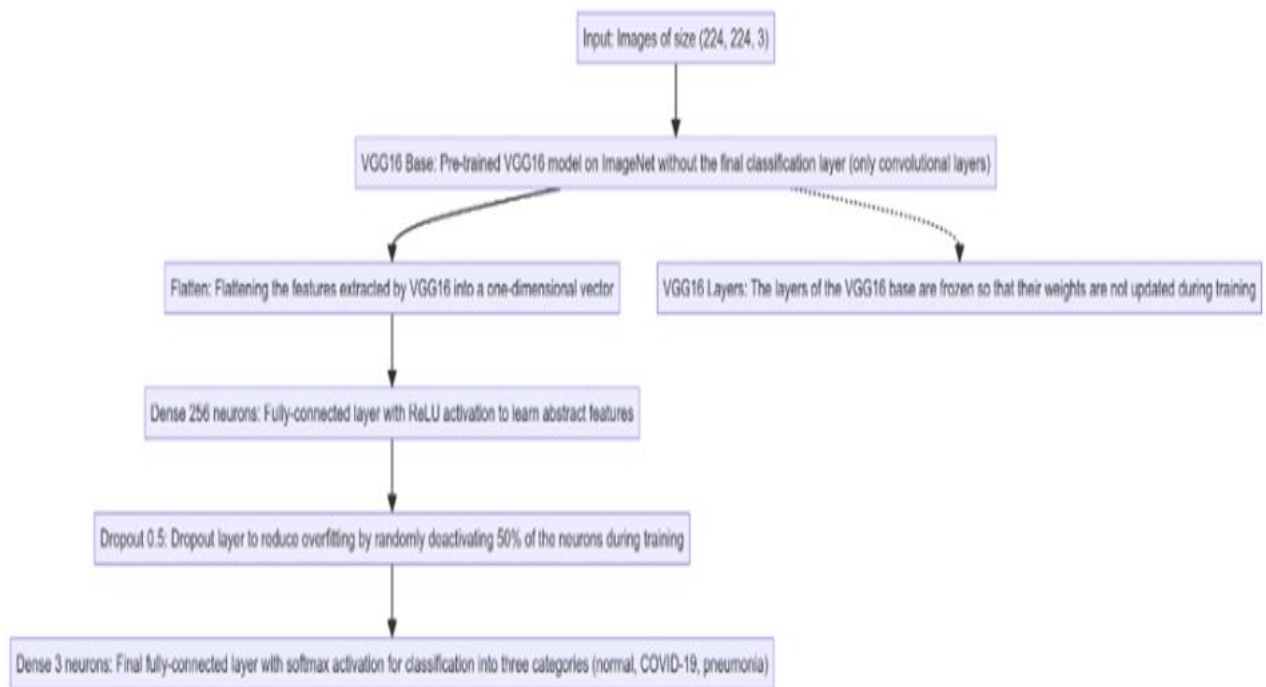 Input: Images of size (224, 224, 3)
VGG16 Base: Pre-trained VGG16 model on ImageNet without the final classification layer (only convolutional layers)
Flatten: Flattening the features extracted by VGG16 into a one-dimensional vector
VGG16 Layers: The layers of the VGG16 base are frozen so that their weights are not updated during training
Dense 256 neurons: Fully-connected layer with ReLU activation to learn abstract features
Dropout 0.5: Dropout layer to reduce overfitting by randomly deactivating 50% of the neurons during training
Dense 3 neurons: Final fully-connected layer with softmax activation for classification into three categories (normal, COVID-19, pneumonia)